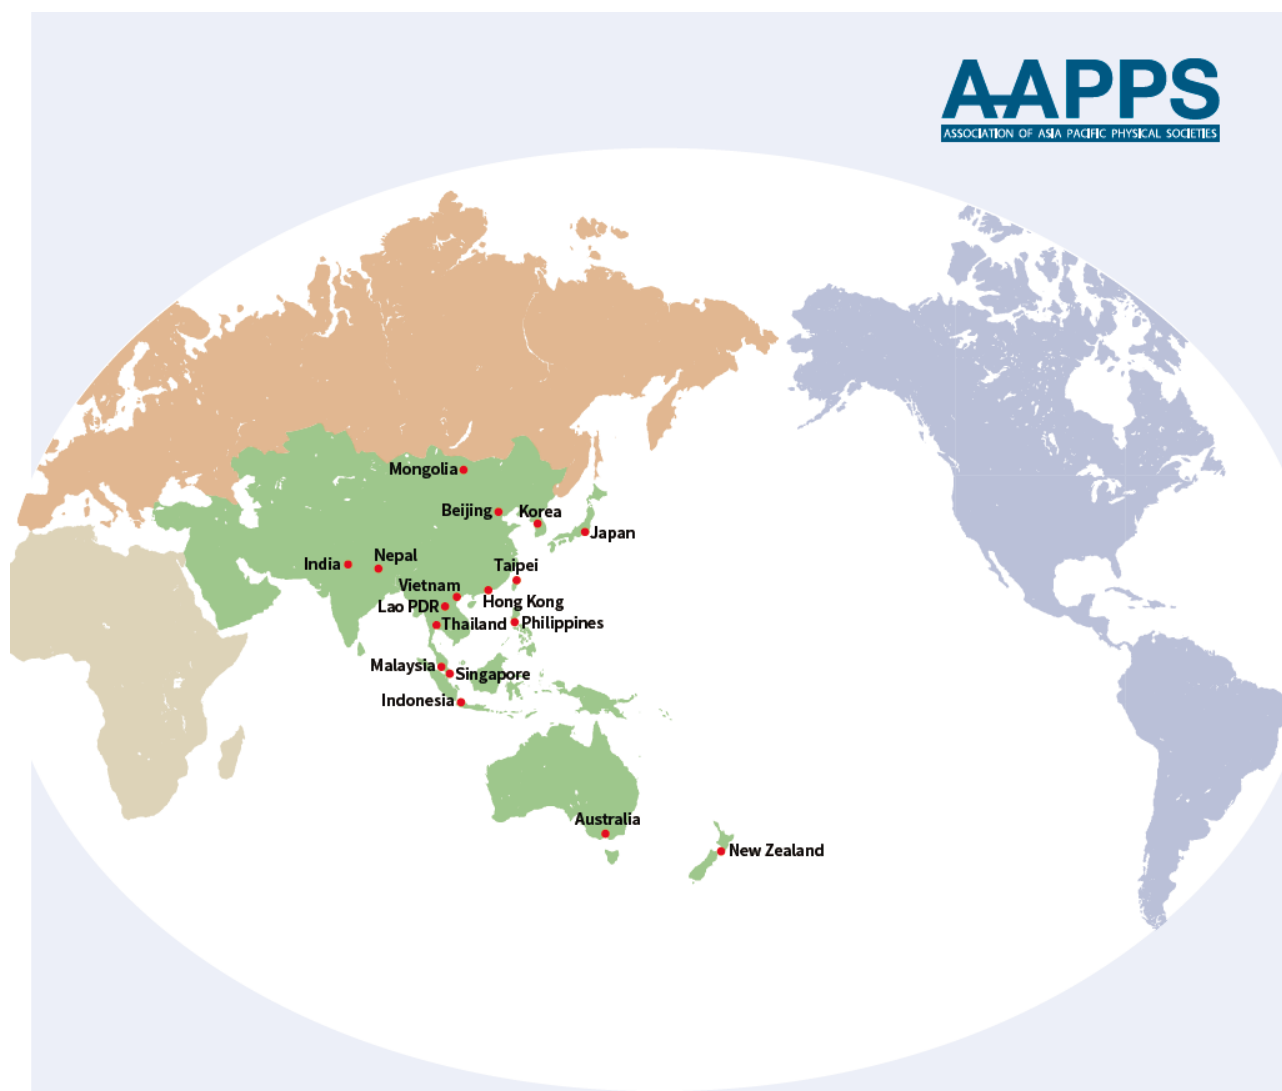 AAPPS
ASSOCIATION OF ASIA PACIFIC PHYSICAL SOCIETIES
Mongolia
Beijing
Korea
Japan
India
Nepal
Taipei
Vietnam
Hong Kong
Lao PDR
Thailand
Philippines
Malaysia
Singapore
Indonesia
Australia
New Zealand